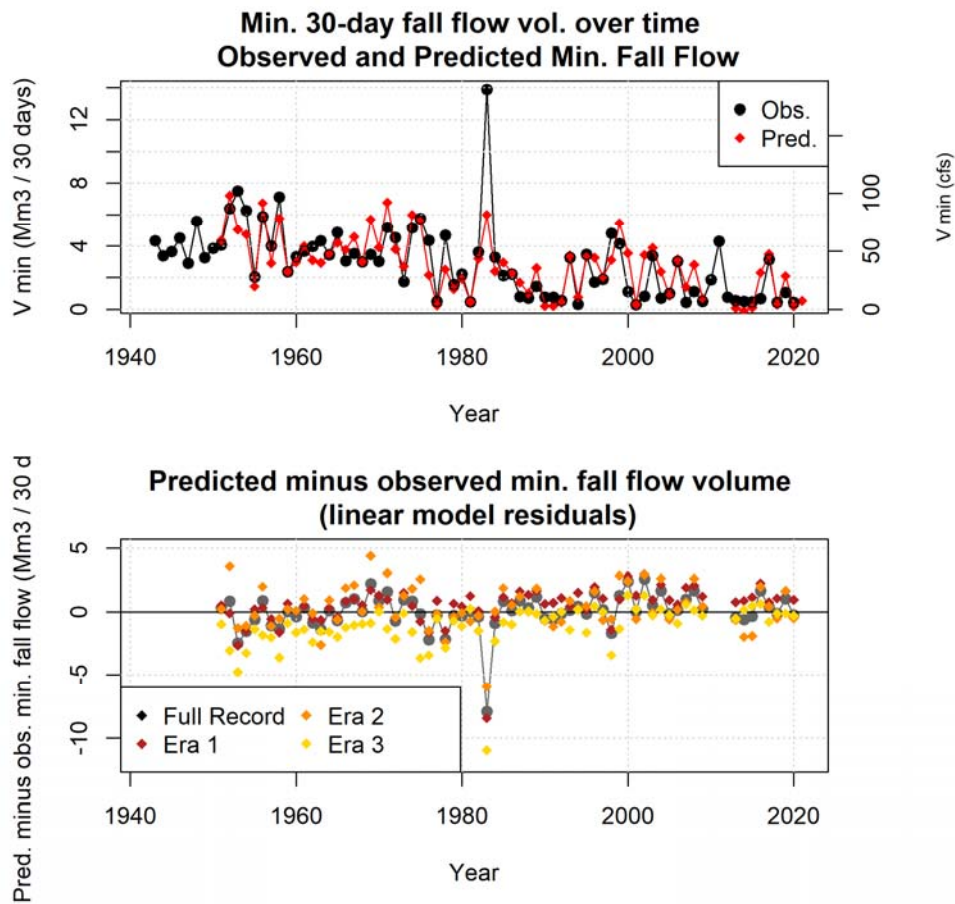 Min. 30-day fall flow vol. over time
Observed and Predicted Min. Fall Flow
V min (Mm3 / 30 days)
12
8
4
0
Obs.
Pred.
100
50
0
V min (cfs)
1940
1960
1980
2000
2020
Year
Predicted minus observed min. fall flow volume
(linear model residuals)
Pred. minus obs. min. fall flow (Mm3 / 30 d
5
0
-5
-10
Full Record
Era 1
Era 2
Era 3
1940
1960
1980
2000
2020
Year